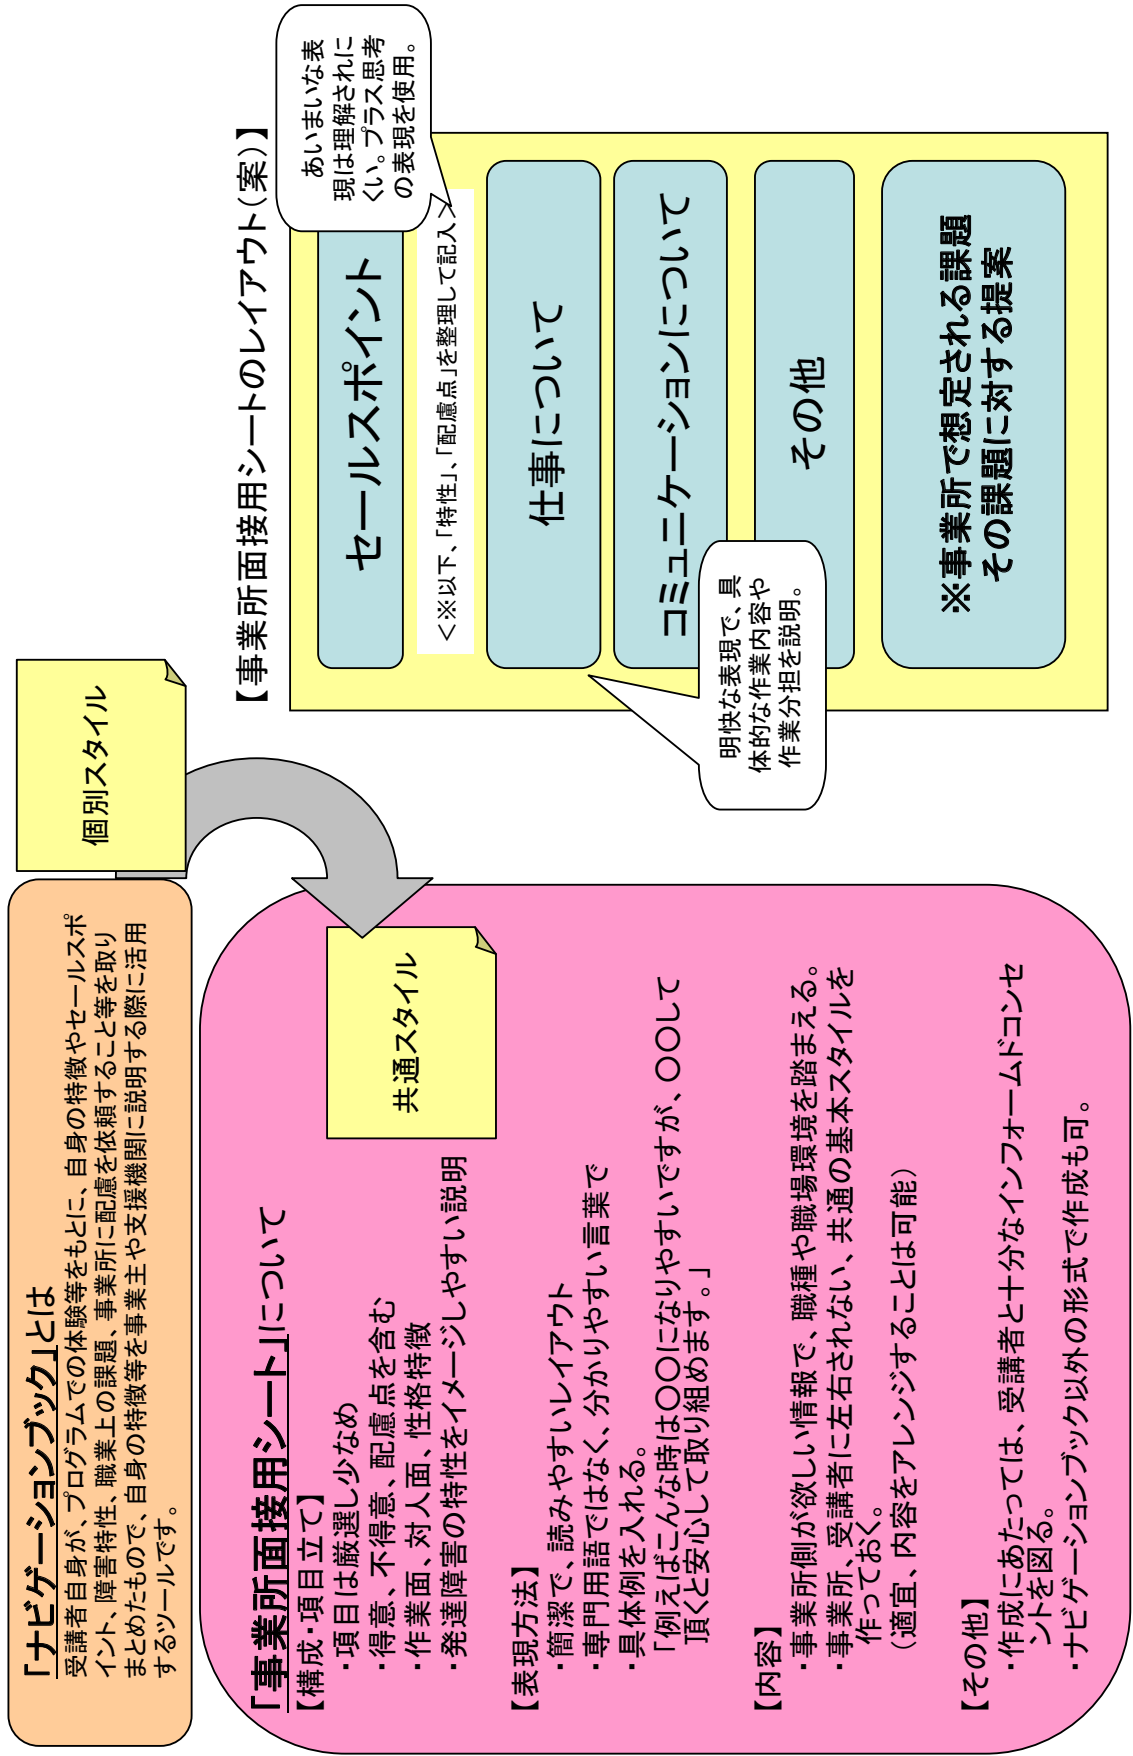 「ナビゲーションブック」とは
受講者自身が、プログラムでの体験等をもとに、自身の特徴やセールスポ
イント、障害特性、職業上の課題、事業所に配慮を依頼すること等を取り
まとめたもので、自身の特徴等を事業主や支援機関に説明する際に活用
するツールです。
個別スタイル
「事業所面接用シート」について
【構成・項目立て】
・項目は厳選し少なめ
・得意、不得意、配慮点を含む
・作業面、対人面、性格特徴
・発達障害の特性をイメージしやすい説明
共通スタイル
【表現方法】
・簡潔で、読みやすいレイアウト
・専門用語ではなく、分かりやすい言葉で
・具体例を入れる。
「例えばこんな時は〇〇になりやすいですが、〇〇して
頂くと安心して取り組めます。」
【内容】
・事業所側が欲しい情報で、職種や職場環境を踏まえる。
・事業所、受講者に左右されない、共通の基本スタイルを
作っておく。
（適宜、内容をアレンジすることは可能）
【その他】
・作成にあたっては、受講者と十分なインフォームドコンセ
ントを図る。
・ナビゲーションブック以外の形式で作成も可。
【事業所面接用シートのレイアウト（案）】
あいまいな表
現は理解されに
くい。プラス思考
の表現を使用。
セールスポイント
＜※以下、「特性」、「配慮点」を整理して記入＞
仕事について
コミュニケーションについて
明快な表現で、具
体的な作業内容や
作業分担を説明。
その他
※事業所で想定される課題
その課題に対する提案